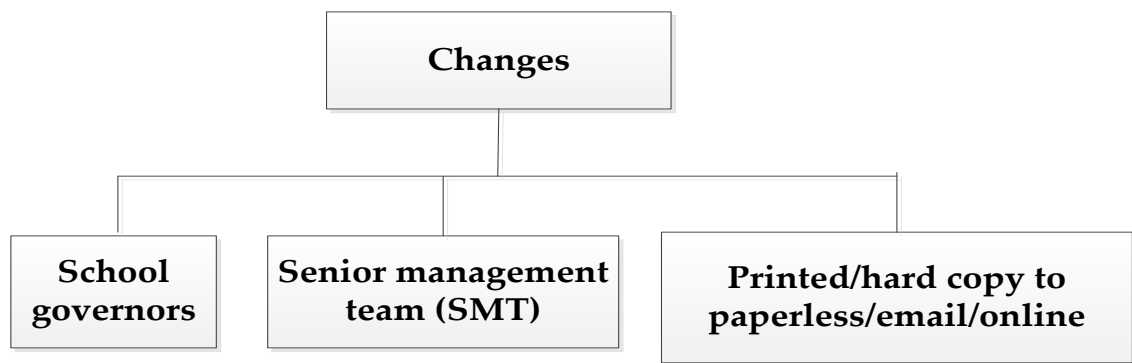 Changes
School
governors
Senior management
team (SMT)
Printed/hard copy to
paperless/email/online